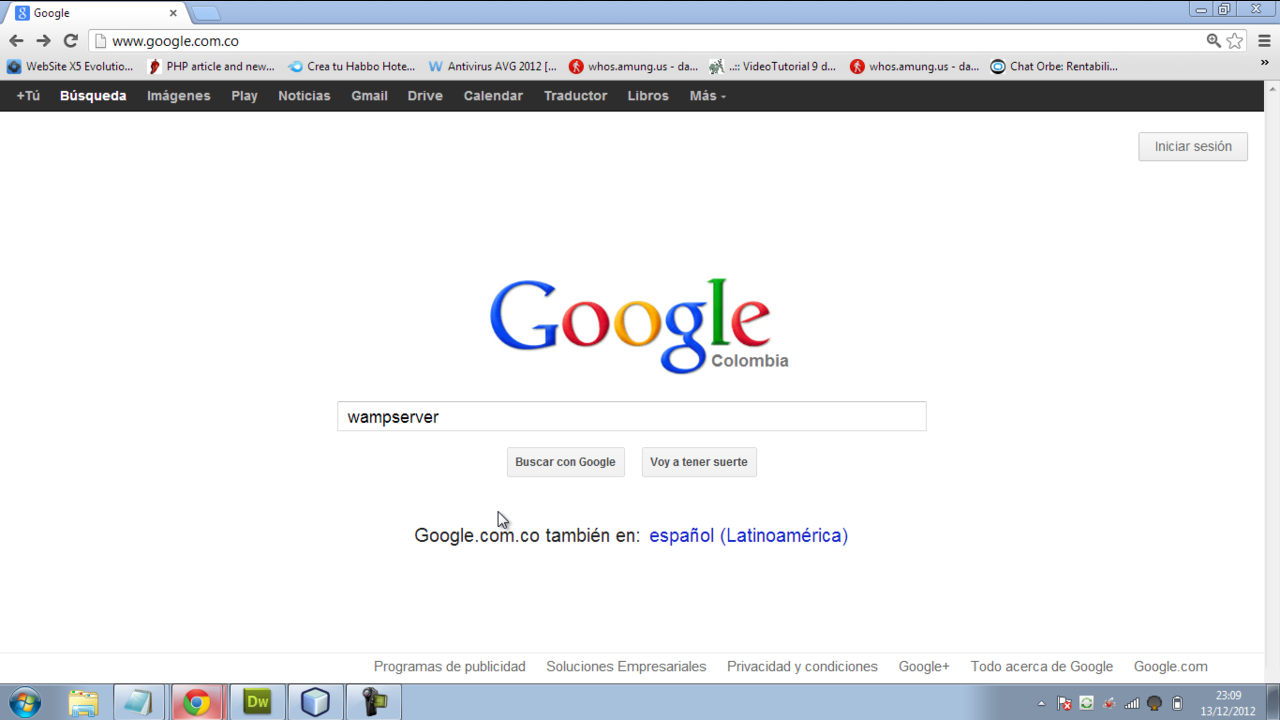 Google
www.google.com.co
WebSite X5 Evolutio... PHP article and new... Crea tu Habbo Hote... Antivirus AVG 2012 [... whos.amung.us - da... ..:: VideoTutorial 9 d... whos.amung.us - da... Chat Orbe: Rentabili... »
+Tú Búsqueda Imágenes Play Noticias Gmail Drive Calendar Traductor Libros Más
Iniciar sesión
Google
Colombia
wampserver
Buscar con Google Voy a tener suerte
Google.com.co también en: español (Latinoamérica)
Programas de publicidad Soluciones Empresariales Privacidad y condiciones Google+ Todo acerca de Google Google.com
Dw
23:09
13/12/2012